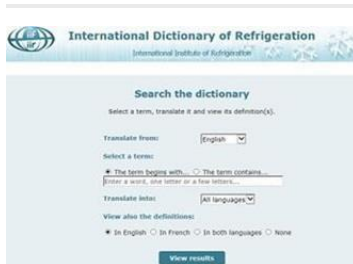 iir
International Dictionary of Refrigeration
International Institute of Refrigeration
Search the dictionary
Select a term, translate it and view its definition(s).
Translate from: English
Select a term:
The term begins with... The term contains...
Enter a word, one letter or a few letters...
Translate into: All languages
View also the definitions:
In English In French In both languages None
View results